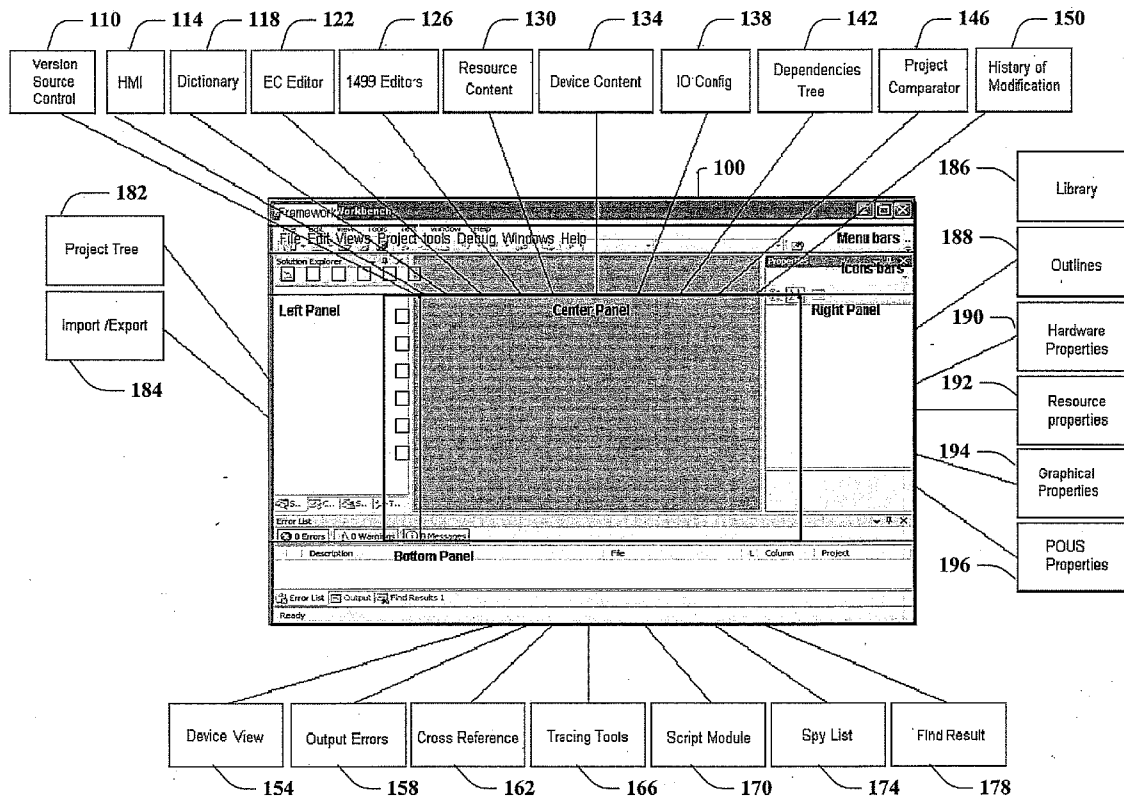 110
114
118
122
126
130
134
138
142
146
150
Version
Source
Control
HMI
Dictionary
EC Editor
1499 Editors
Resource
Content
Device Content
IO Config
Dependencies
Tree
Project
Comparator
History of
Modification
182
Project Tree
Import /Export
184
100
Framework Workbench
File Edit Views Project tools Debug Windows Help
Menu bars
Solution Explorer
Icons bars
Left Panel
Center Panel
Right Panel
Error List
0 Errors
0 Warnings
0 Messages
Description
File
L
Column
Project
Bottom Panel
Error List
Output
Find Results 1
Ready
186
Library
188
Outlines
190
Hardware
Properties
192
Resource
properties
194
Graphical
Properties
196
POUS
Properties
Device View
Output Errors
Cross Reference
Tracing Tools
Script Module
Spy List
Find Result
154
158
162
166
170
174
178